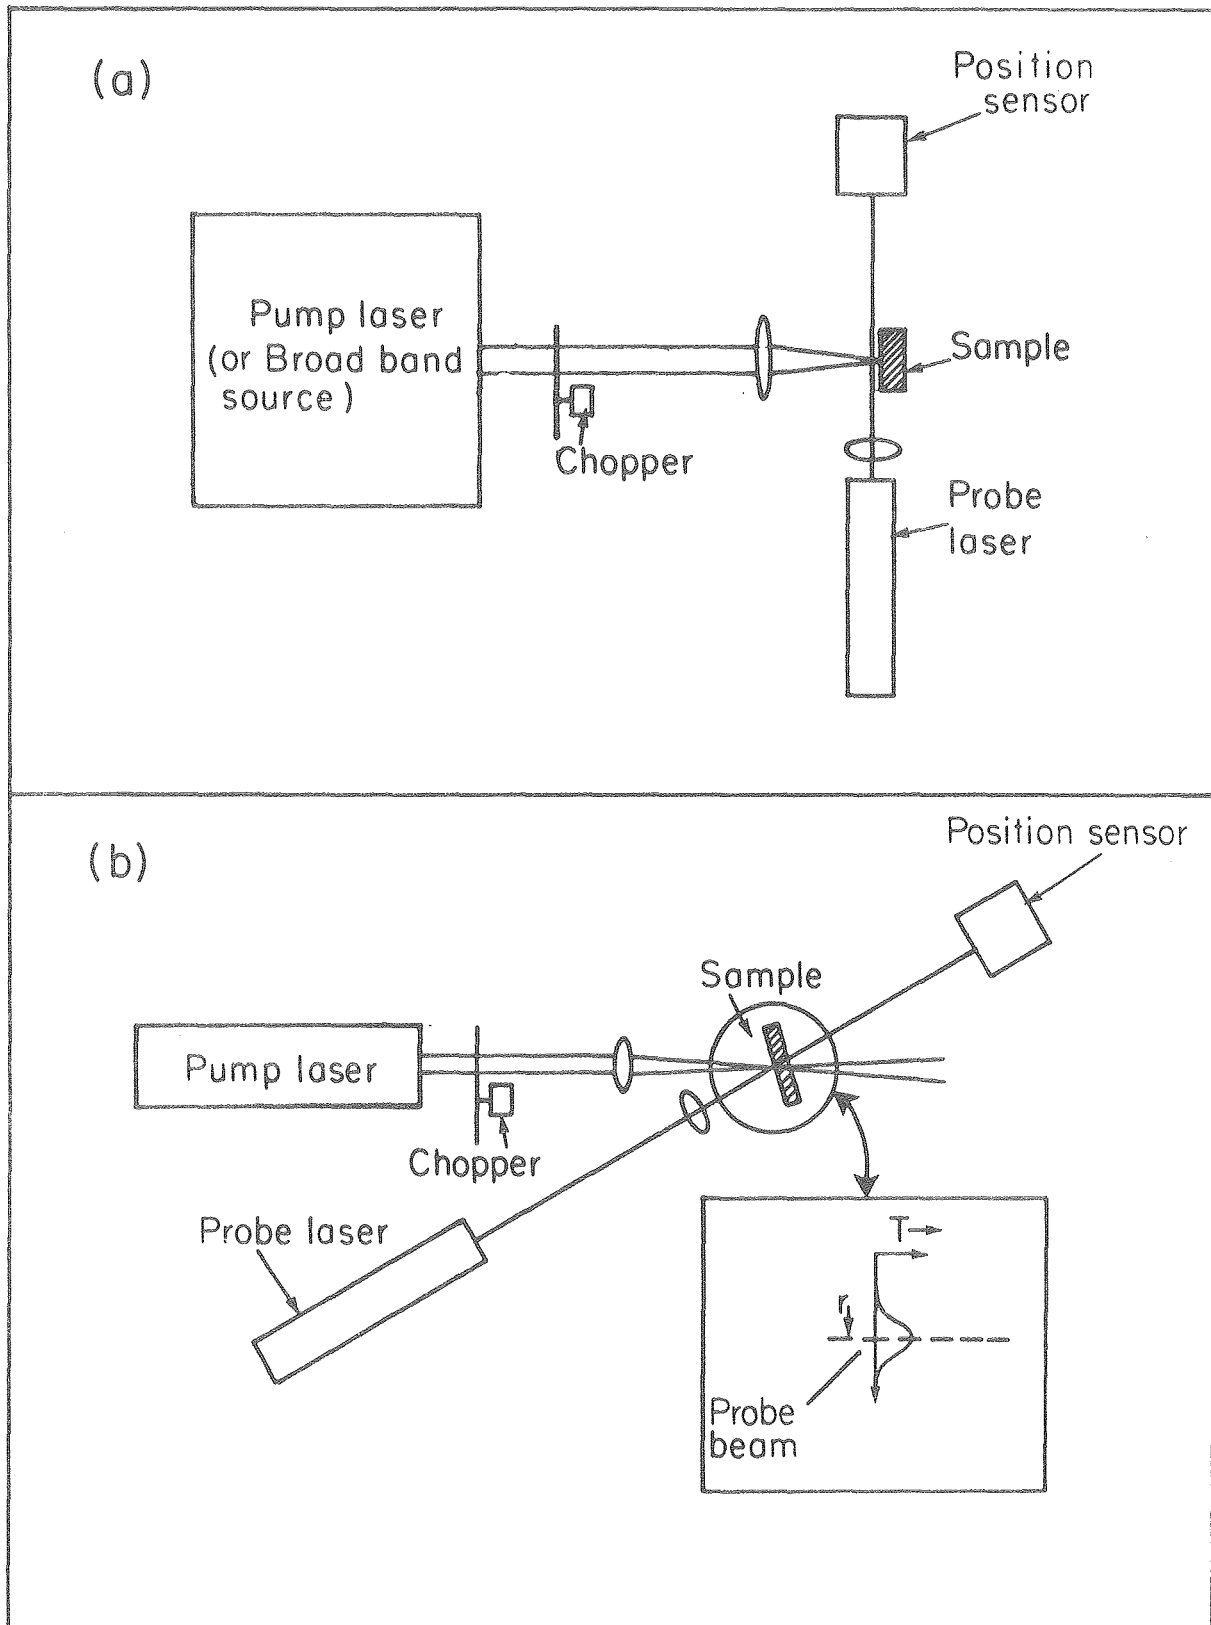 (a)
Position
sensor
Pump laser
(or Broad band
source)
Sample
Chopper
Probe
laser
(b)
Position sensor
Sample
Pump laser
Chopper
Probe laser
T
r
Probe
beam